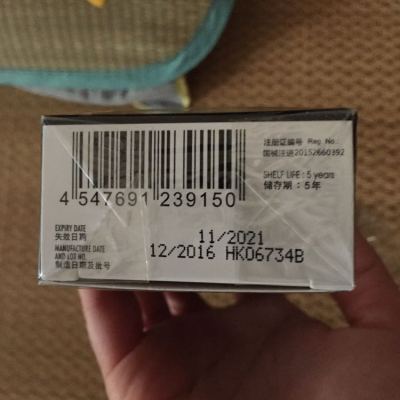 注册证编号 Reg. No.:
国械注进20152660392
SHELF LIFE : 5 years
储存期 : 5年
4 547691 239150
EXPIRY DATE
失效日期
11/2021
MANUFACTURE DATE
AND LOT NO.
制造日期及批号
12/2016 HK06734B